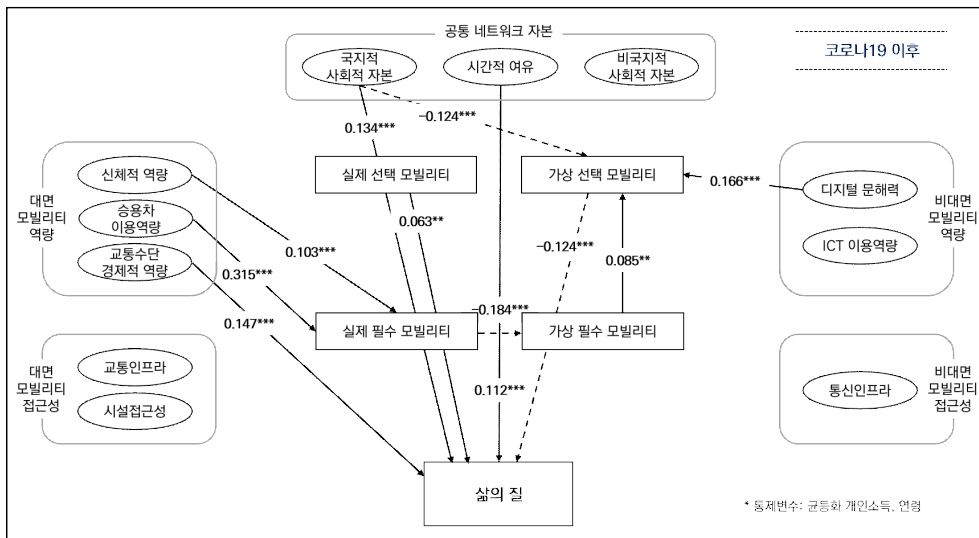 공통 네트워크 자본
코로나19 이후
국지적
사회적 자본
시간적 여유
비국지적
사회적 자본
-0.124***
0.134***
대면
모빌리티
역량
신체적 역량
승용차
이용역량
교통수단
경제적 역량
실제 선택 모빌리티
가상 선택 모빌리티
0.166***
디지털 문해력
ICT 이용역량
비대면
모빌리티
역량
0.063**
0.103***
-0.124***
0.085**
0.315***
0.147***
-0.184***
실제 필수 모빌리티
가상 필수 모빌리티
대면
모빌리티
접근성
교통인프라
시설접근성
0.112***
통신인프라
비대면
모빌리티
접근성
삶의 질
* 통제변수: 균등화 개인소득, 연령